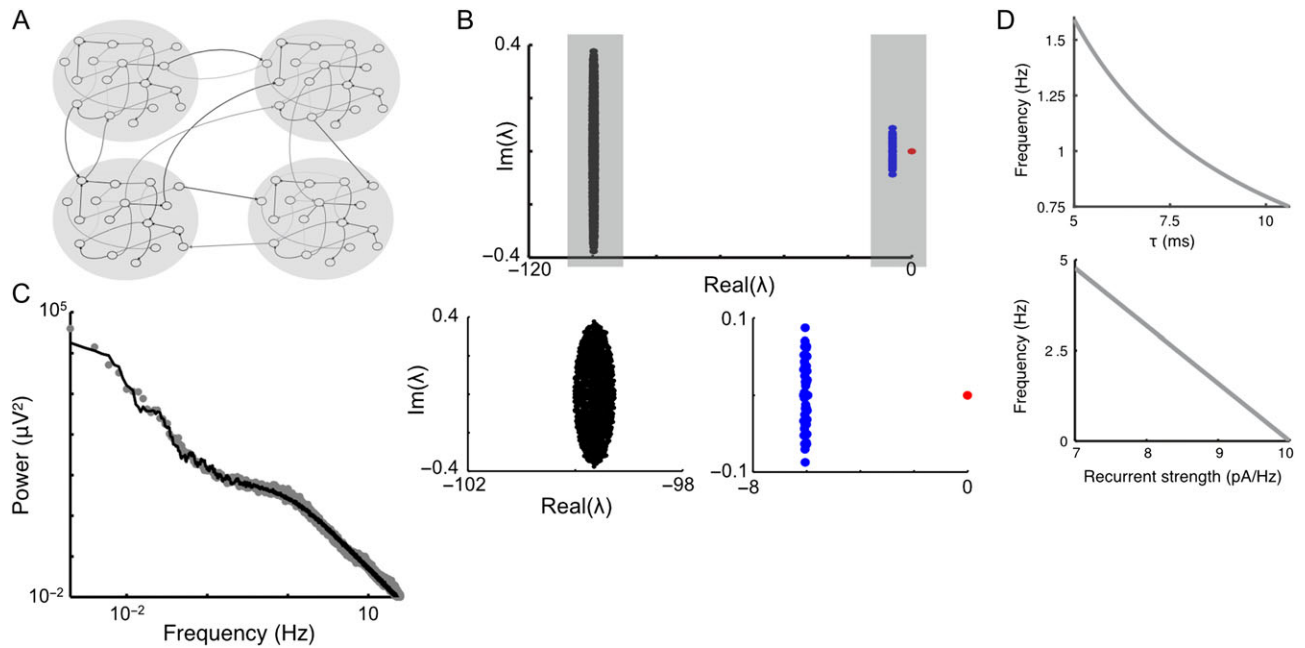 A
B
0.4
Im(λ)
−0.4
−120
0
Real(λ)
0.4
Im(λ)
−0.4
−102
−98
Real(λ)
0.1
−0.1
−8
0
C
10⁵
Power (µV²)
10⁻²
10⁻²
10
Frequency (Hz)
D
1.5
1.25
1
0.75
Frequency (Hz)
5
7.5
10
τ (ms)
5
2.5
0
Frequency (Hz)
7
8
9
10
Recurrent strength (pA/Hz)